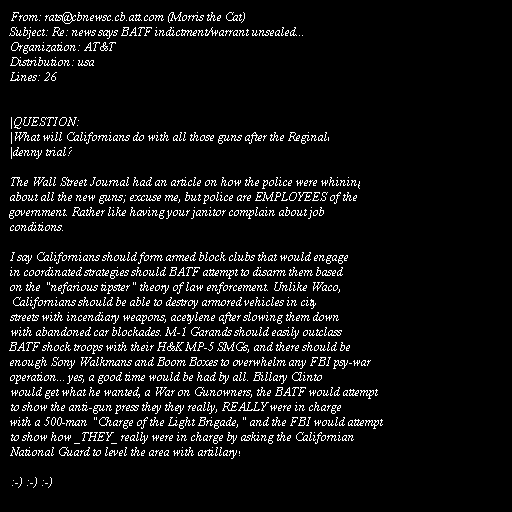 From: rats@cbnewsc.cb.att.com (Morris the Cat)
Subject: Re: news says BATF indictment/warrant unsealed...
Organization: AT&T
Distribution: usa
Lines: 26
|QUESTION:
|What will Californians do with all those guns after the Reginal
|denny trial?
The Wall Street Journal had an article on how the police were whining
about all the new guns; excuse me, but police are EMPLOYEES of the
government. Rather like having your janitor complain about job
conditions.
I say Californians should form armed block clubs that would engage
in coordinated strategies should BATF attempt to disarm them based
on the "nefarious tipster" theory of law enforcement. Unlike Waco,
Californians should be able to destroy armored vehicles in city
streets with incendiary weapons, acetylene after slowing them down
with abandoned car blockades. M-1 Garands should easily outclass
BATF shock troops with their H&K MP-5 SMGs, and there should be
enough Sony Walkmans and Boom Boxes to overwhelm any FBI psy-war
operation... yes, a good time would be had by all. Billary Clinto
would get what he wanted, a War on Gunowners, the BATF would attempt
to show the anti-gun press they they really, REALLY were in charge
with a 500-man "Charge of the Light Brigade," and the FBI would attempt
to show how _THEY_ really were in charge by asking the Californian
National Guard to level the area with artillary!
:-) :-) :-)